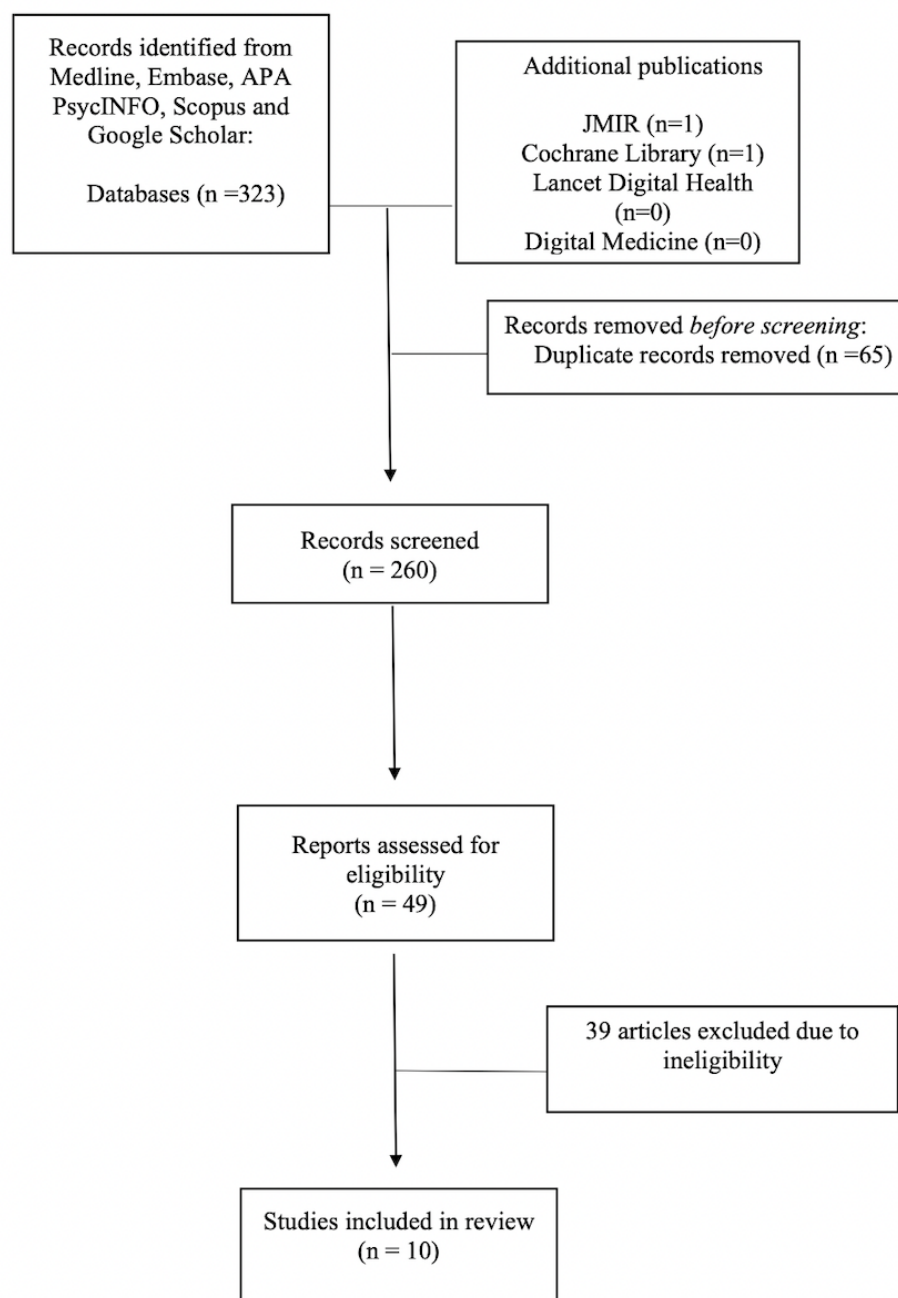 Records identified from
Medline, Embase, APA
PsycINFO, Scopus and
Google Scholar:
Databases (n =323)
Additional publications
JMIR (n=1)
Cochrane Library (n=1)
Lancet Digital Health
(n=0)
Digital Medicine (n=0)
Records removed before screening:
Duplicate records removed (n =65)
Records screened
(n = 260)
Reports assessed for
eligibility
(n = 49)
39 articles excluded due to
ineligibility
Studies included in review
(n = 10)